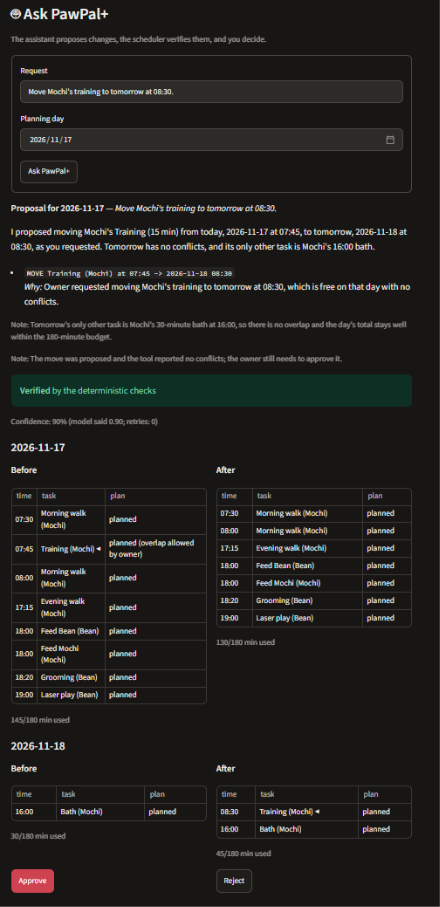 Ask PawPal+
The assistant proposes changes, the scheduler verifies them, and you decide.
Request
Move Mochi's training to tomorrow at 08:30.
Planning day
2026/11/17
Ask PawPal+
Proposal for 2026-11-17 — Move Mochi's training to tomorrow at 08:30.
I proposed moving Mochi's Training (15 min) from today, 2026-11-17 at 07:45, to tomorrow, 2026-11-18 at
08:30, as you requested. Tomorrow has no conflicts, and its only other task is Mochi's 16:00 bath.
• MOVE Training (Mochi) at 07:45 -> 2026-11-18 08:30
Why: Owner requested moving Mochi's training to tomorrow at 08:30, which is free on that day with no
conflicts.
Note: Tomorrow's only other task is Mochi's 30-minute bath at 16:00, so there is no overlap and the day's total stays well
within the 180-minute budget.
Note: The move was proposed and the tool reported no conflicts; the owner still needs to approve it.
Verified by the deterministic checks
Confidence: 90% (model said 0.90; retries: 0)
2026-11-17
Before
time task plan
07:30 Morning walk (Mochi) planned
07:45 Training (Mochi) ◂ planned (overlap allowed by owner)
08:00 Morning walk (Mochi) planned
17:15 Evening walk (Mochi) planned
18:00 Feed Bean (Bean) planned
18:00 Feed Mochi (Mochi) planned
18:20 Grooming (Bean) planned
19:00 Laser play (Bean) planned
145/180 min used
After
time task plan
07:30 Morning walk (Mochi) planned
08:00 Morning walk (Mochi) planned
17:15 Evening walk (Mochi) planned
18:00 Feed Bean (Bean) planned
18:00 Feed Mochi (Mochi) planned
18:20 Grooming (Bean) planned
19:00 Laser play (Bean) planned
130/180 min used
2026-11-18
Before
time task plan
16:00 Bath (Mochi) planned
30/180 min used
After
time task plan
08:30 Training (Mochi) ◂ planned
16:00 Bath (Mochi) planned
45/180 min used
Approve
Reject